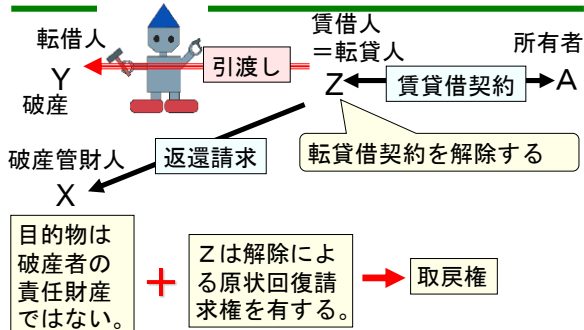 転借人
Y
破産
引渡し
賃借人
＝転貸人
Z
賃貸借契約
所有者
A
転貸借契約を解除する
返還請求
破産管財人
X
目的物は
破産者の
責任財産
ではない。
＋
Ｚは解除によ
る原状回復請
求権を有する。
取戻権